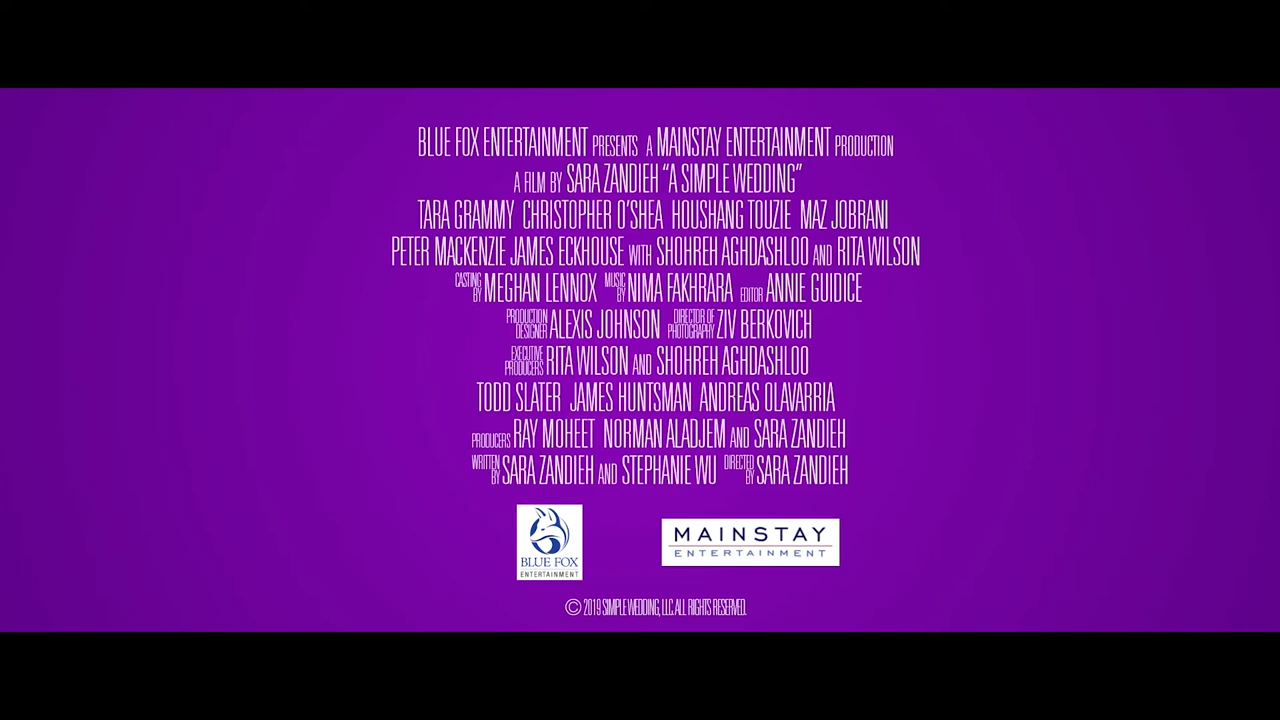 BLUE FOX ENTERTAINMENT PRESENTS A MAINSTAY ENTERTAINMENT PRODUCTION
A FILM BY SARA ZANDIEH “A SIMPLE WEDDING”
TARA GRAMMY CHRISTOPHER O'SHEA HOUSHANG TOUZIE MAZ JOBRANI
PETER MACKENZIE JAMES ECKHOUSE WITH SHOHREH AGHDASHLOO AND RITA WILSON
CASTING BY MEGHAN LENNOX MUSIC BY NIMA FAKHRARA EDITOR ANNIE GUIDICE
PRODUCTION DESIGNER ALEXIS JOHNSON DIRECTOR OF PHOTOGRAPHY ZIV BERKOVICH
EXECUTIVE PRODUCERS RITA WILSON AND SHOHREH AGHDASHLOO
TODD SLATER JAMES HUNTSMAN ANDREAS OLAVARRIA
PRODUCERS RAY MOHEET NORMAN ALADJEM AND SARA ZANDIEH
WRITTEN BY SARA ZANDIEH AND STEPHANIE WU DIRECTED BY SARA ZANDIEH
BLUE FOX
ENTERTAINMENT
MAINSTAY
ENTERTAINMENT
© 2019 SIMPLE WEDDING, LLC. ALL RIGHTS RESERVED.